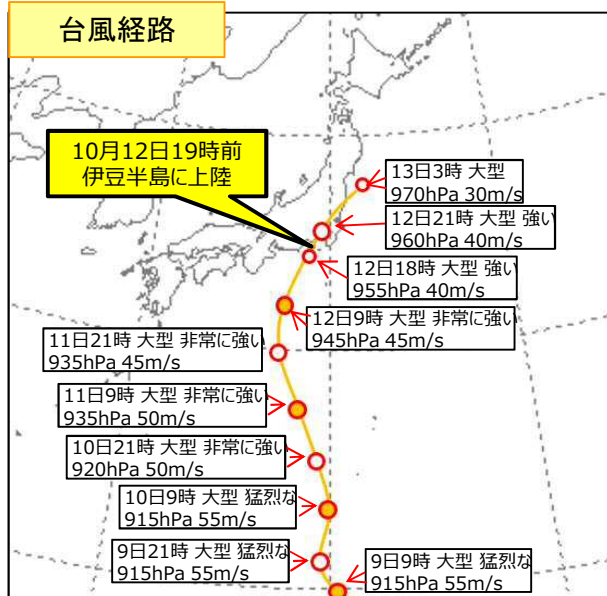 台風経路
10月12日19時前
伊豆半島に上陸
13日3時 大型
970hPa 30m/s
12日21時 大型 強い
960hPa 40m/s
12日18時 大型 強い
955hPa 40m/s
12日9時 大型 非常に強い
945hPa 45m/s
11日21時 大型 非常に強い
935hPa 45m/s
11日9時 大型 非常に強い
935hPa 50m/s
10日21時 大型 非常に強い
920hPa 50m/s
10日9時 大型 猛烈な
915hPa 55m/s
9日21時 大型 猛烈な
915hPa 55m/s
9日9時 大型 猛烈な
915hPa 55m/s